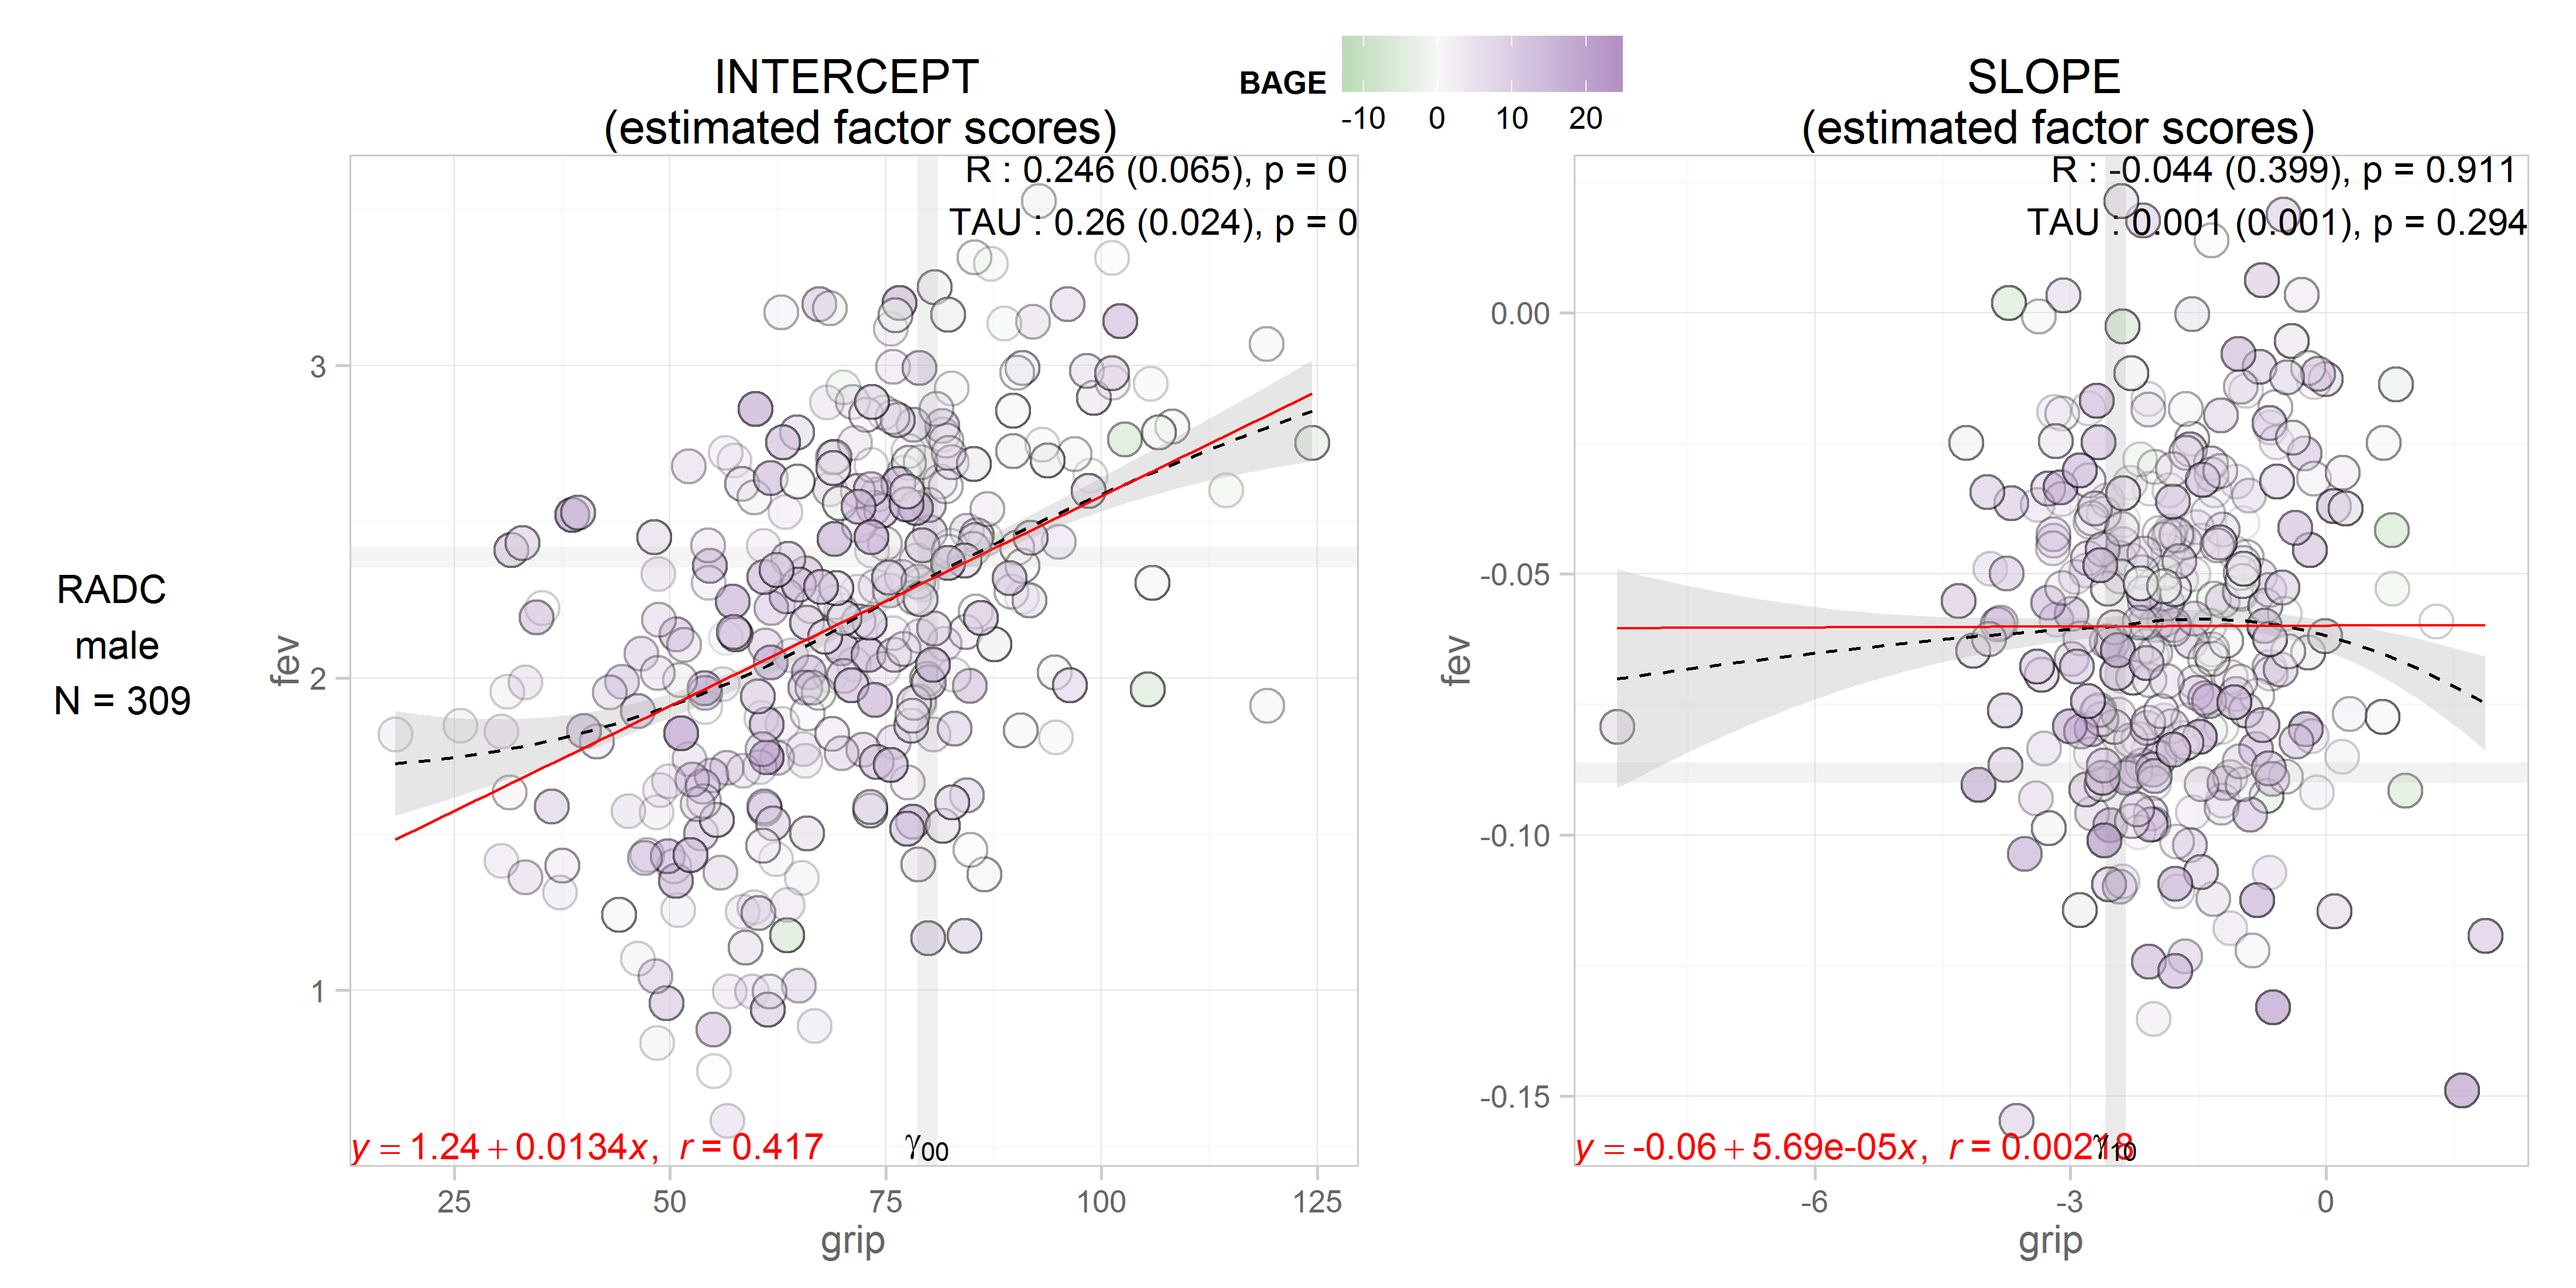 BAGE
-10 0 10 20
INTERCEPT
(estimated factor scores)
SLOPE
(estimated factor scores)
RADC
male
N = 309
R : 0.246 (0.065), p = 0
TAU : 0.26 (0.024), p = 0
3
2
1
fev
y = 1.24 + 0.0134x, r = 0.417
γ00
25 50 75 100 125
grip
R : -0.044 (0.399), p = 0.911
TAU : 0.001 (0.001), p = 0.294
0.00
-0.05
-0.10
-0.15
fev
y = -0.06 + 5.69e-05x, r = 0.00218
γ10
-6 -3 0
grip